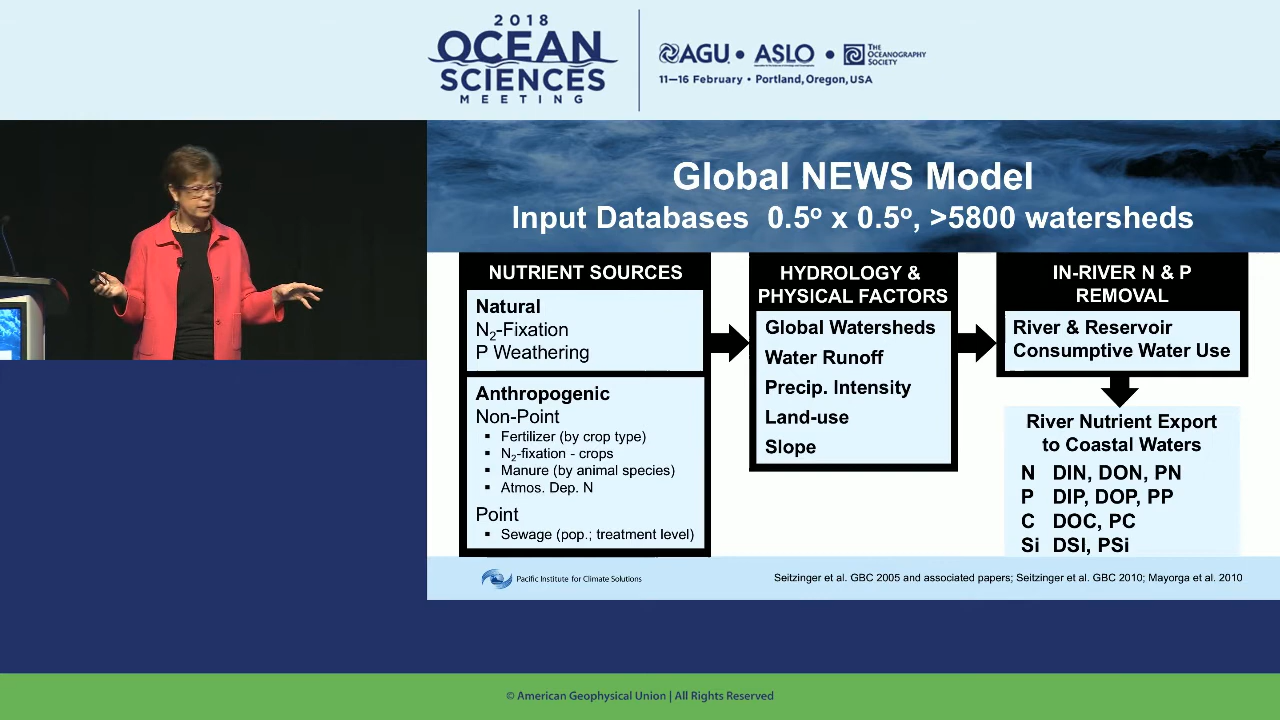 2018
OCEAN
SCIENCES
MEETING
AGU • ASLO • THE OCEANOGRAPHY SOCIETY
11–16 February • Portland, Oregon, USA
Global NEWS Model
Input Databases 0.5° x 0.5°, >5800 watersheds
NUTRIENT SOURCES
Natural
N₂-Fixation
P Weathering
Anthropogenic
Non-Point
▪ Fertilizer (by crop type)
▪ N₂-fixation - crops
▪ Manure (by animal species)
▪ Atmos. Dep. N
Point
▪ Sewage (pop.; treatment level)
HYDROLOGY &
PHYSICAL FACTORS
Global Watersheds
Water Runoff
Precip. Intensity
Land-use
Slope
IN-RIVER N & P
REMOVAL
River & Reservoir
Consumptive Water Use
River Nutrient Export
to Coastal Waters
N DIN, DON, PN
P DIP, DOP, PP
C DOC, PC
Si DSI, PSi
Pacific Institute for Climate Solutions
Seitzinger et al. GBC 2005 and associated papers; Seitzinger et al. GBC 2010; Mayorga et al. 2010
© American Geophysical Union | All Rights Reserved